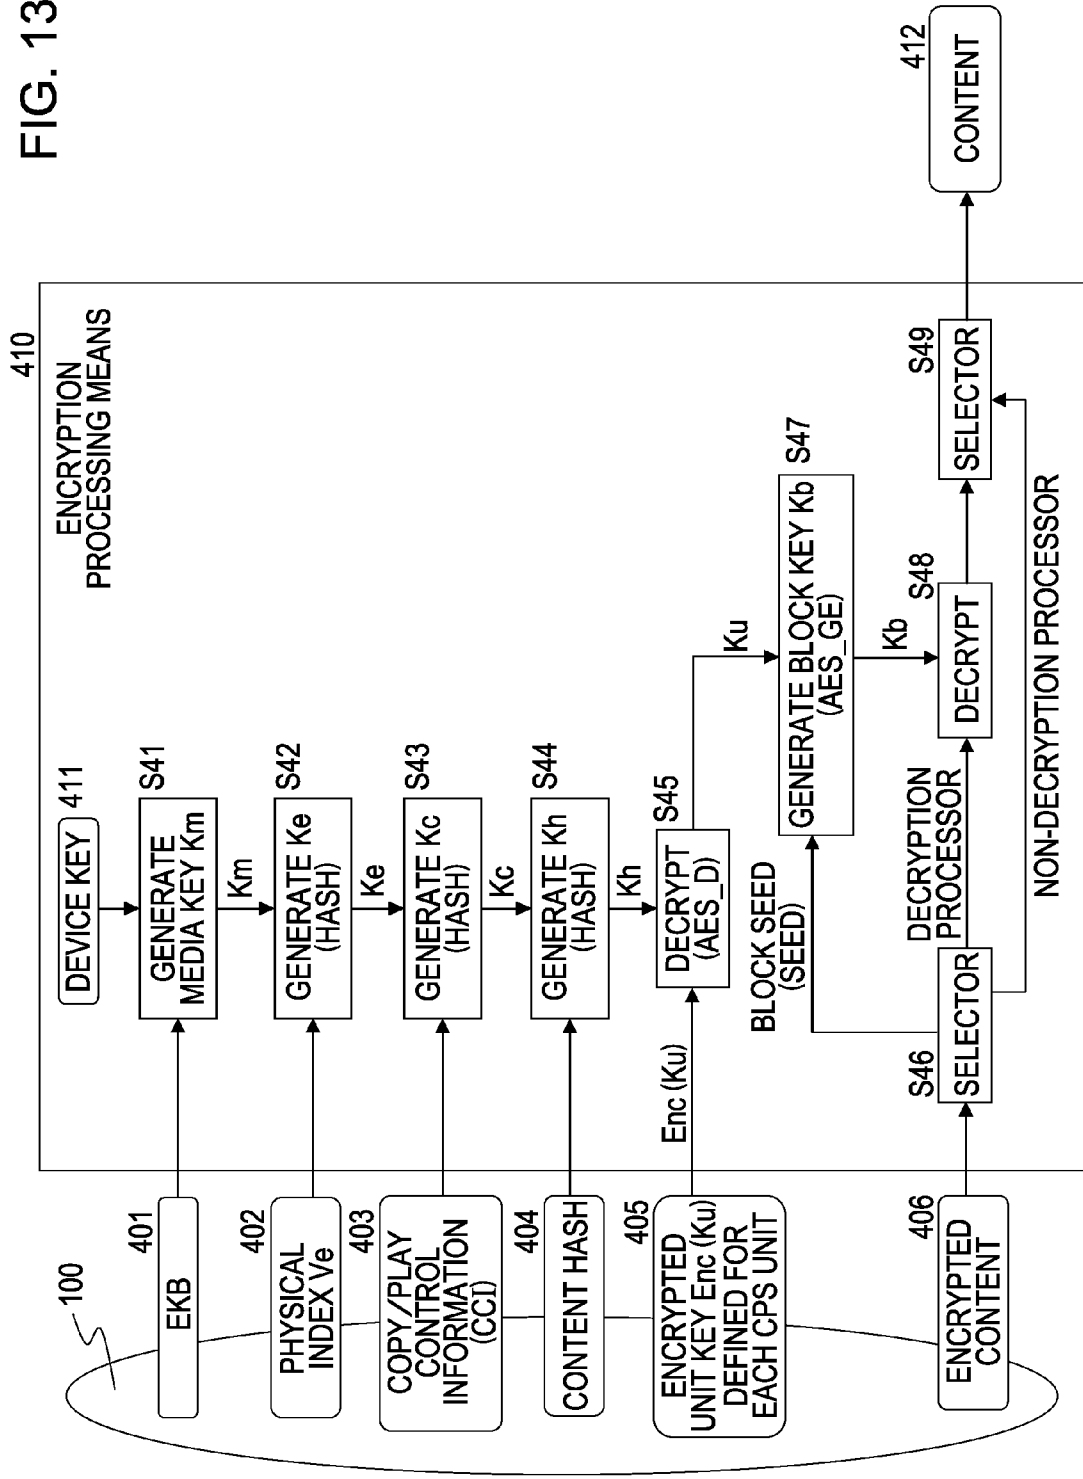 FIG. 13
410
ENCRYPTION
PROCESSING MEANS
100
401
EKB
411
DEVICE KEY
S41
GENERATE
MEDIA KEY Km
Km
402
PHYSICAL
INDEX Ve
S42
GENERATE Ke
(HASH)
Ke
403
COPY/PLAY
CONTROL
INFORMATION
(CCI)
S43
GENERATE Kc
(HASH)
Kc
404
CONTENT HASH
S44
GENERATE Kh
(HASH)
Kh
405
ENCRYPTED
UNIT KEY Enc (Ku)
DEFINED FOR
EACH CPS UNIT
Enc (Ku)
S45
DECRYPT
(AES_D)
Ku
BLOCK SEED
(SEED)
S47
GENERATE BLOCK KEY Kb
(AES_GE)
Kb
406
ENCRYPTED
CONTENT
S46
SELECTOR
DECRYPTION
PROCESSOR
S48
DECRYPT
S49
SELECTOR
NON-DECRYPTION PROCESSOR
412
CONTENT